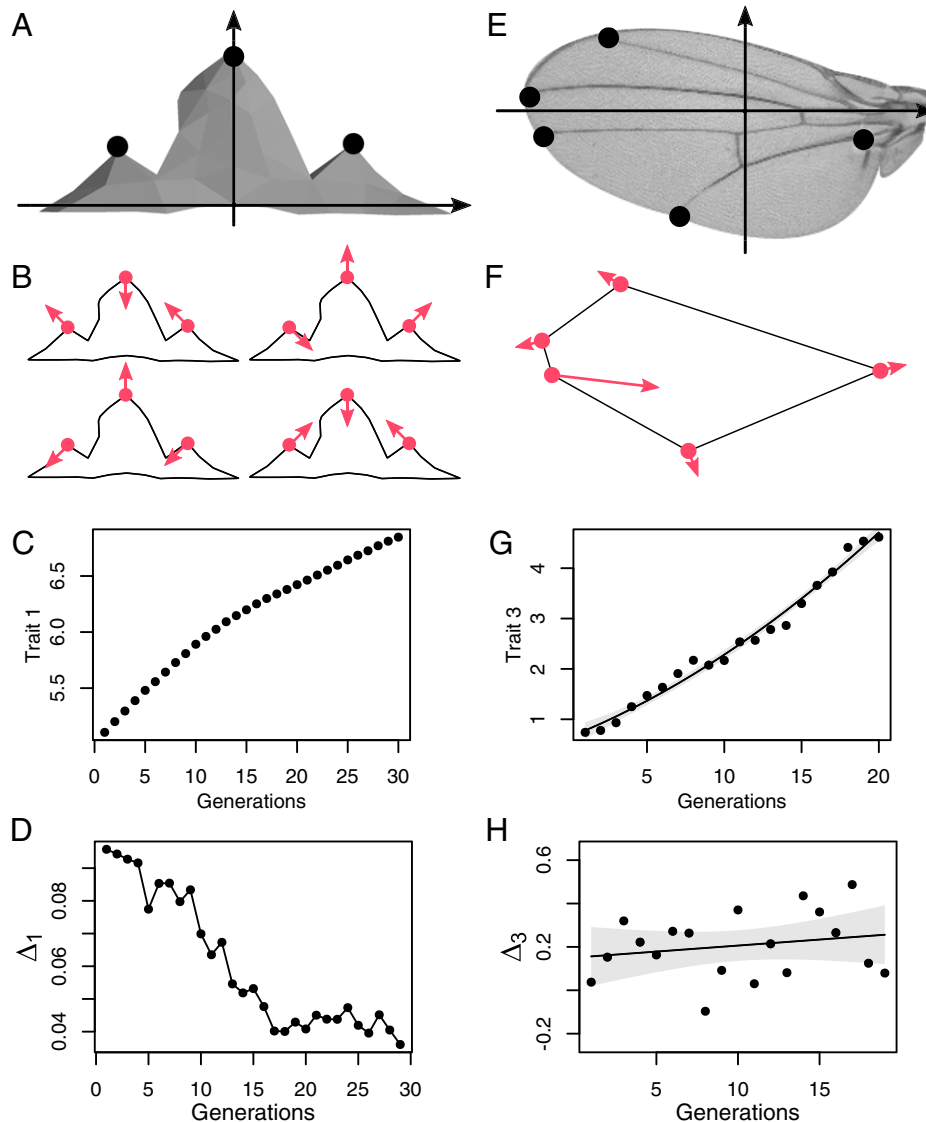 A
E
B
F
C
Trait 1
5.5 6.0 6.5
0 5 10 15 20 25 30
Generations
G
Trait 3
1 2 3 4
5 10 15 20
Generations
D
Δ1
0.04 0.08
0 5 10 15 20 25 30
Generations
H
Δ3
-0.2 0.2 0.6
5 10 15
Generations